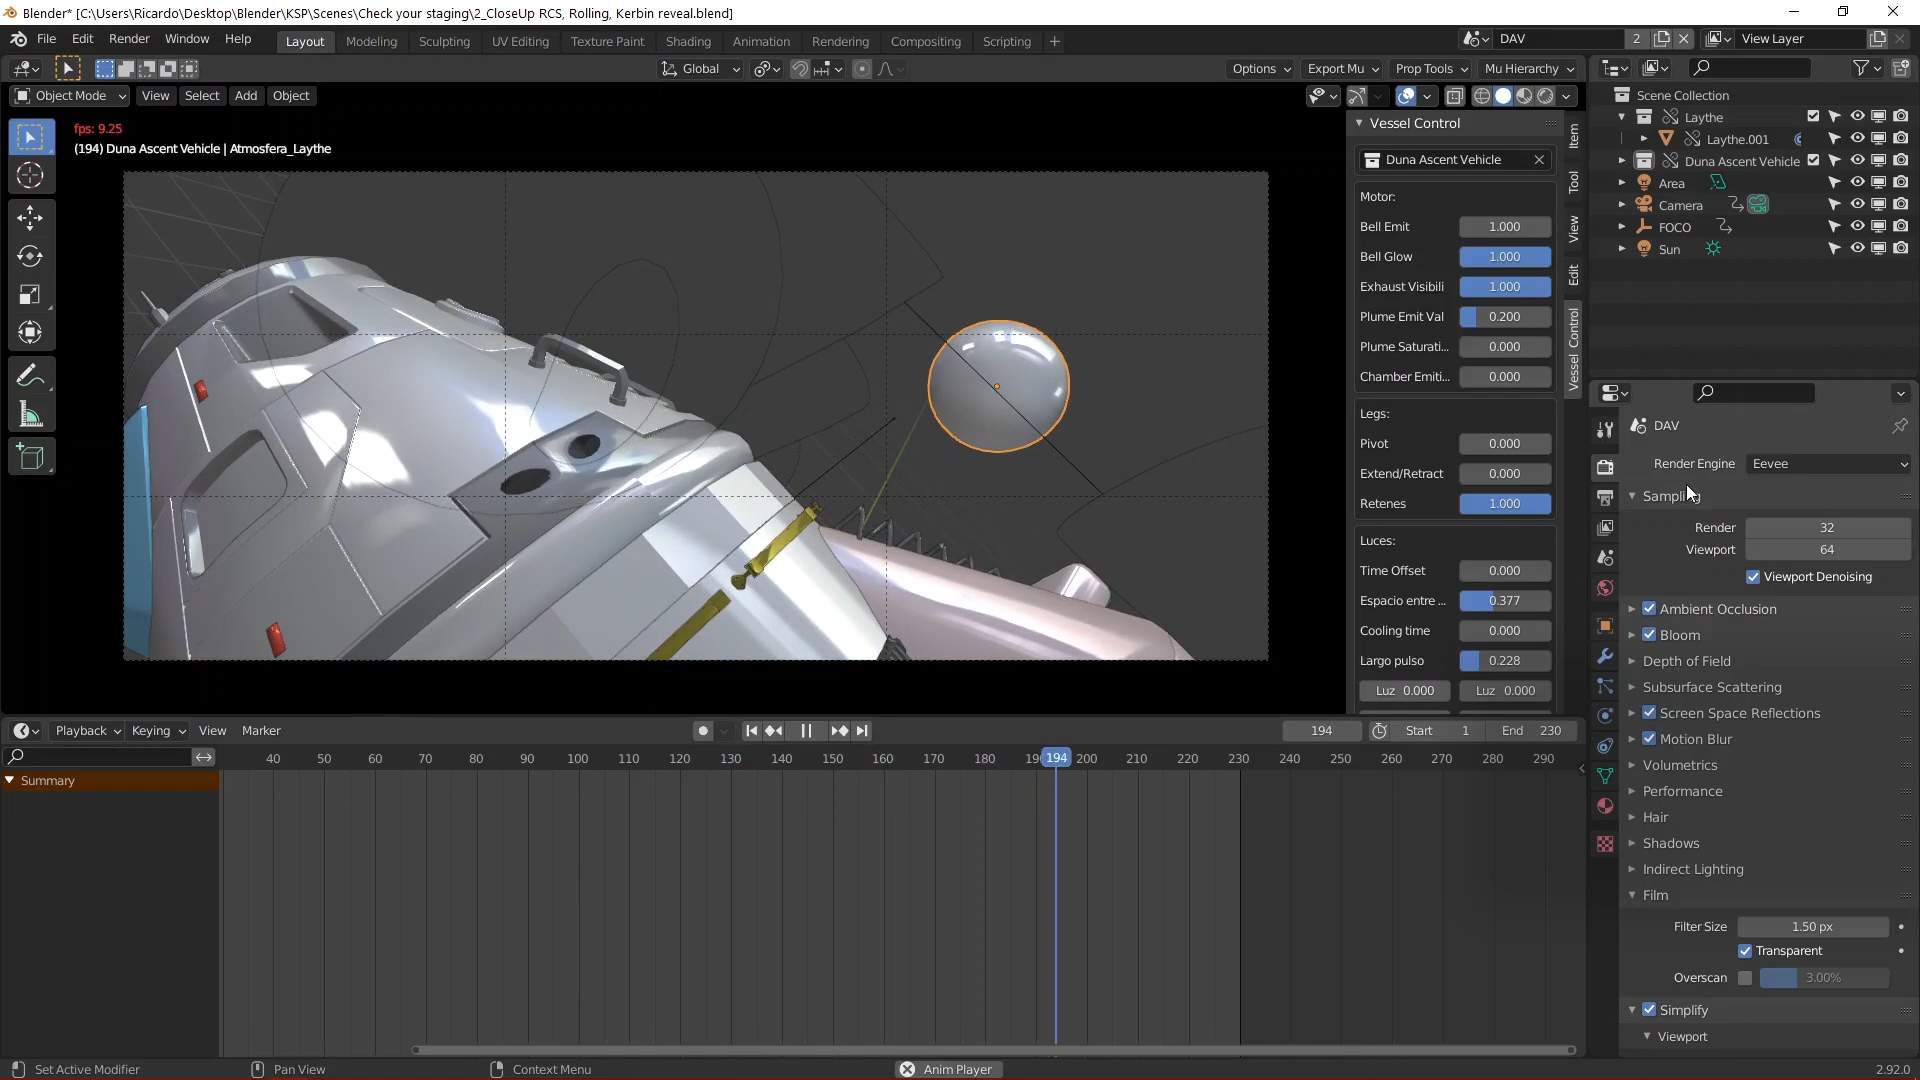 Blender* [C:\Users\Ricardo\Desktop\Blender\KSP\Scenes\Check your staging\2_CloseUp RCS, Rolling, Kerbin reveal.blend]
File Edit Render Window Help Layout Modeling Sculpting UV Editing Texture Paint Shading Animation Rendering Compositing Scripting + DAV 2 View Layer
Global Options Export Mu Prop Tools Mu Hierarchy
Object Mode View Select Add Object
fps: 9.25
(194) Duna Ascent Vehicle | Atmosfera_Laythe
Vessel Control
Duna Ascent Vehicle
Motor:
Bell Emit 1.000
Bell Glow 1.000
Exhaust Visibili 1.000
Plume Emit Val 0.200
Plume Saturati... 0.000
Chamber Emiti... 0.000
Legs:
Pivot 0.000
Extend/Retract 0.000
Retenes 1.000
Luces:
Time Offset 0.000
Espacio entre ... 0.377
Cooling time 0.000
Largo pulso 0.228
Luz 0.000 Luz 0.000
Item
Tool
View
Edit
Vessel Control
Scene Collection
Laythe
Laythe.001
Duna Ascent Vehicle
Area
Camera
FOCO
Sun
DAV
Render Engine Eevee
Sampling
Render 32
Viewport 64
Viewport Denoising
Ambient Occlusion
Bloom
Depth of Field
Subsurface Scattering
Screen Space Reflections
Motion Blur
Volumetrics
Performance
Hair
Shadows
Indirect Lighting
Film
Filter Size 1.50 px
Transparent
Overscan 3.00%
Simplify
Viewport
Playback Keying View Marker 194 Start 1 End 230
40 50 60 70 80 90 100 110 120 130 140 150 160 170 180 19 194 200 210 220 230 240 250 260 270 280 290
Summary
Set Active Modifier Pan View Context Menu Anim Player 2.92.0